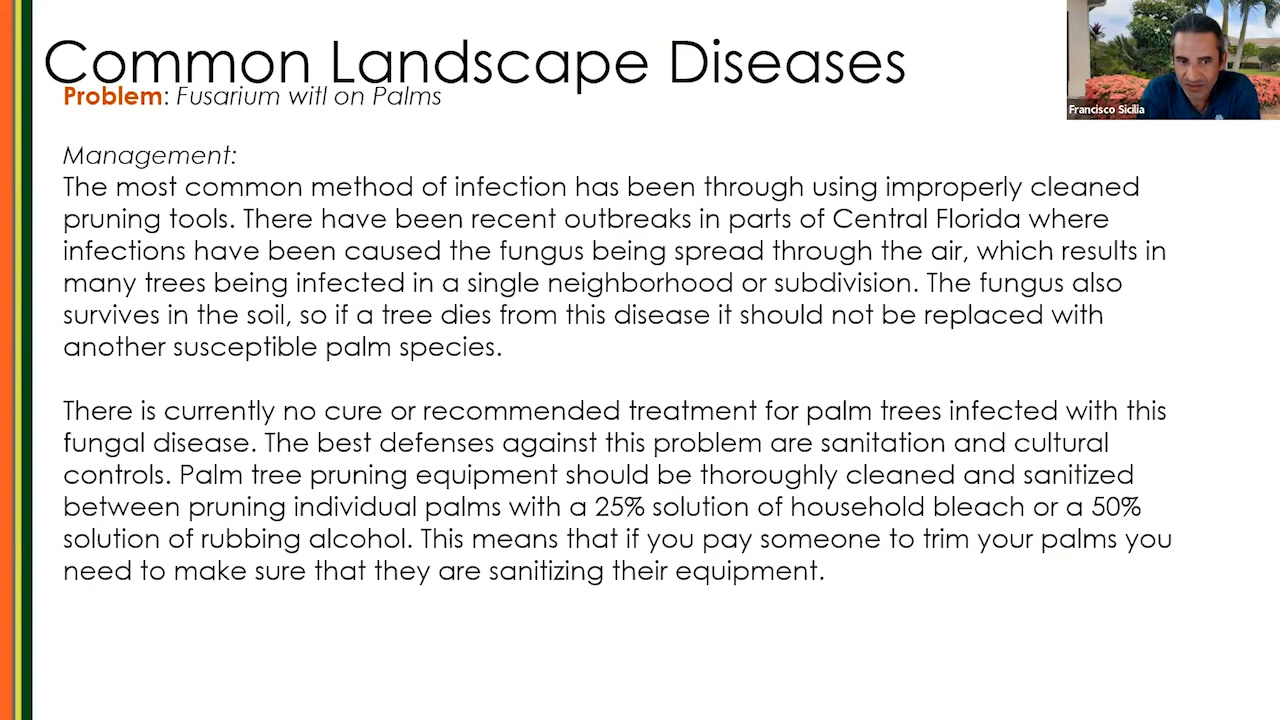 Common Landscape Diseases
Problem: Fusarium witl on Palms
Francisco Sicilia
Management:
The most common method of infection has been through using improperly cleaned
pruning tools. There have been recent outbreaks in parts of Central Florida where
infections have been caused the fungus being spread through the air, which results in
many trees being infected in a single neighborhood or subdivision. The fungus also
survives in the soil, so if a tree dies from this disease it should not be replaced with
another susceptible palm species.
There is currently no cure or recommended treatment for palm trees infected with this
fungal disease. The best defenses against this problem are sanitation and cultural
controls. Palm tree pruning equipment should be thoroughly cleaned and sanitized
between pruning individual palms with a 25% solution of household bleach or a 50%
solution of rubbing alcohol. This means that if you pay someone to trim your palms you
need to make sure that they are sanitizing their equipment.